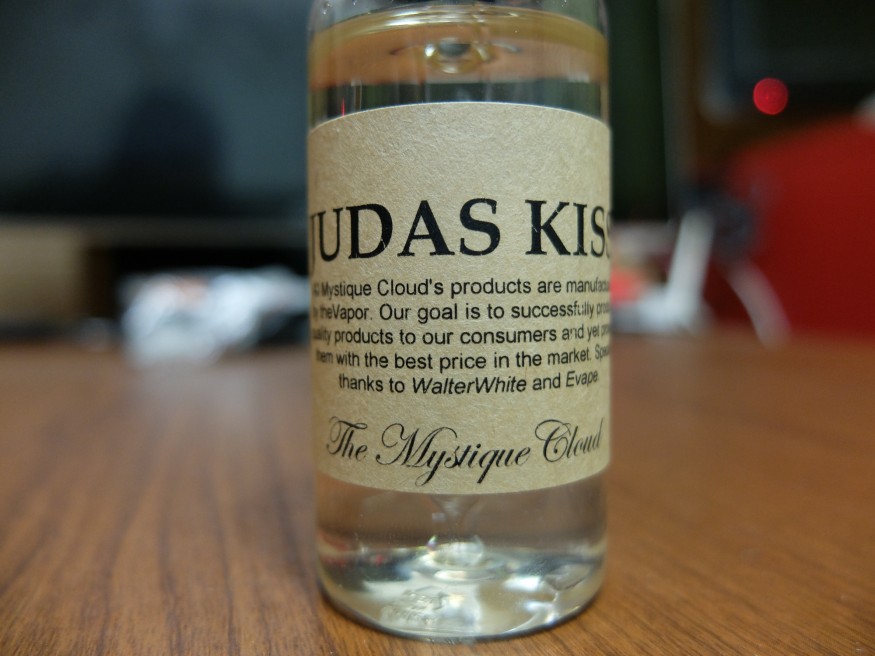 JUDAS KISS
Mystique Cloud's products are
theVapor. Our goal is to successfully
products to our consumers and yet
them with the best price in the market.
thanks to WalterWhite and Evape.
The Mystique Cloud